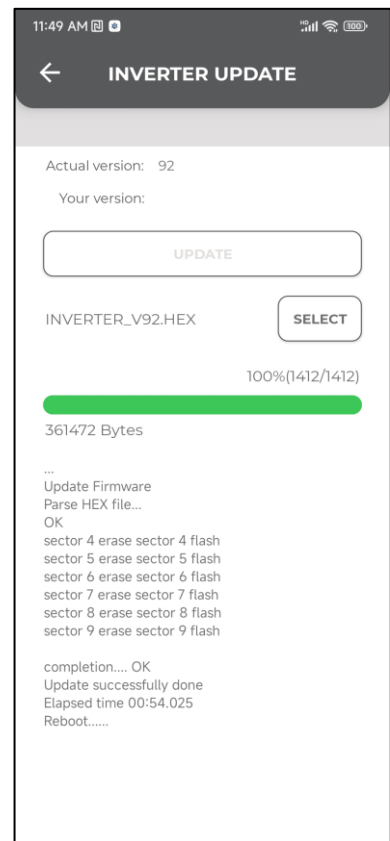 11:49 AM
100
INVERTER UPDATE
Actual version: 92
Your version:
UPDATE
INVERTER_V92.HEX
SELECT
100%(1412/1412)
361472 Bytes
...
Update Firmware
Parse HEX file...
OK
sector 4 erase sector 4 flash
sector 5 erase sector 5 flash
sector 6 erase sector 6 flash
sector 7 erase sector 7 flash
sector 8 erase sector 8 flash
sector 9 erase sector 9 flash
completion.... OK
Update successfully done
Elapsed time 00:54.025
Reboot......